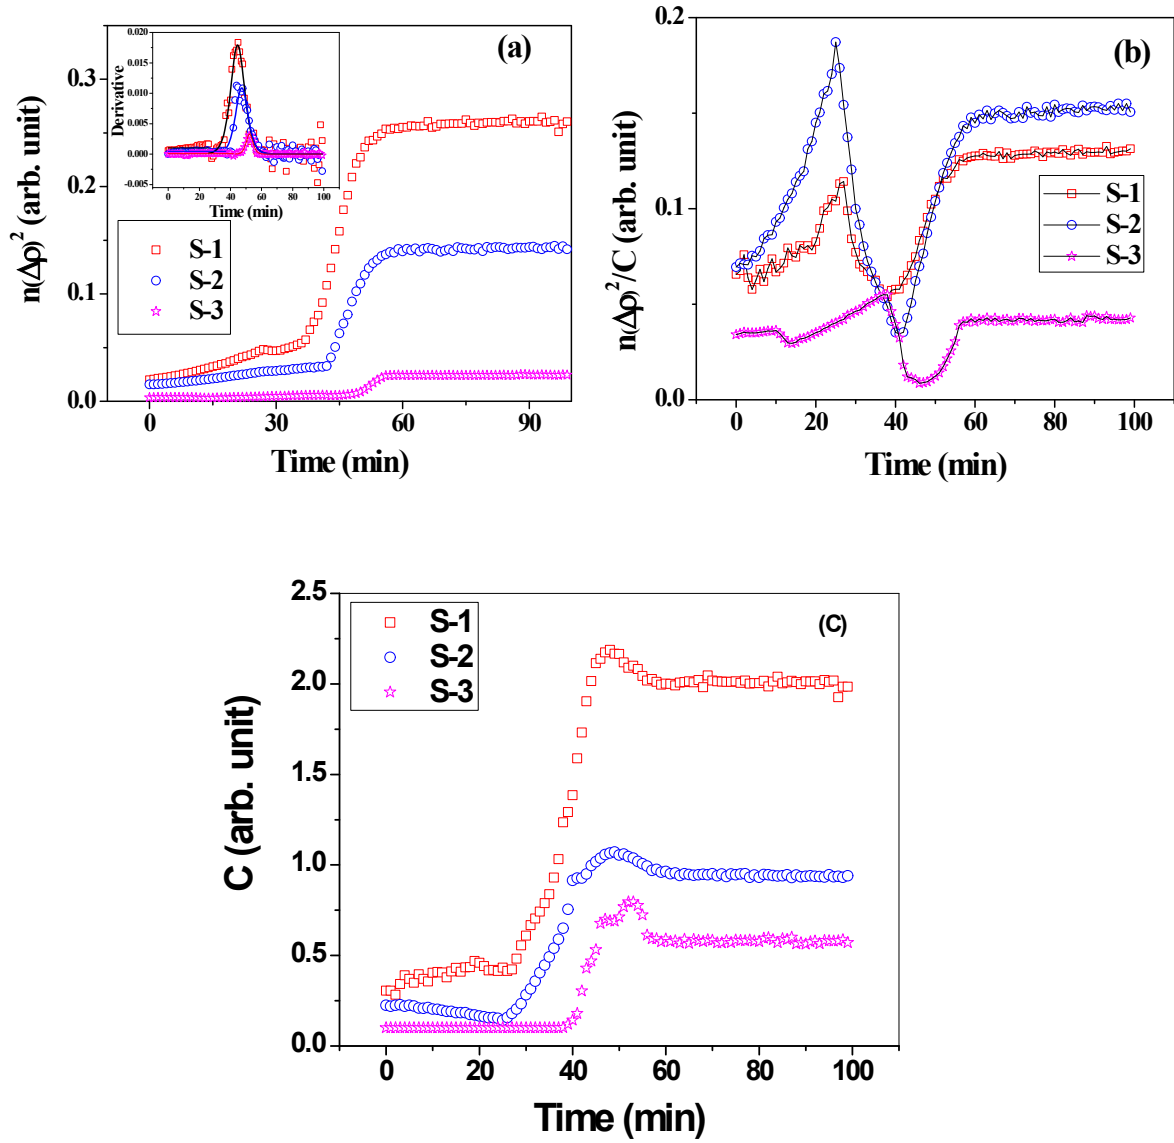 (a)
n(Δρ)² (arb. unit)
0.3
0.2
0.1
0.0
0
30
60
90
Time (min)
S-1
S-2
S-3
Derivative
0.020
0.015
0.010
0.005
0.000
-0.005
0
20
40
60
80
100
Time (min)
(b)
n(Δρ)²/C (arb. unit)
0.2
0.1
0.0
0
20
40
60
80
100
Time (min)
S-1
S-2
S-3
(C)
C (arb. unit)
2.5
2.0
1.5
1.0
0.5
0.0
0
20
40
60
80
100
Time (min)
S-1
S-2
S-3